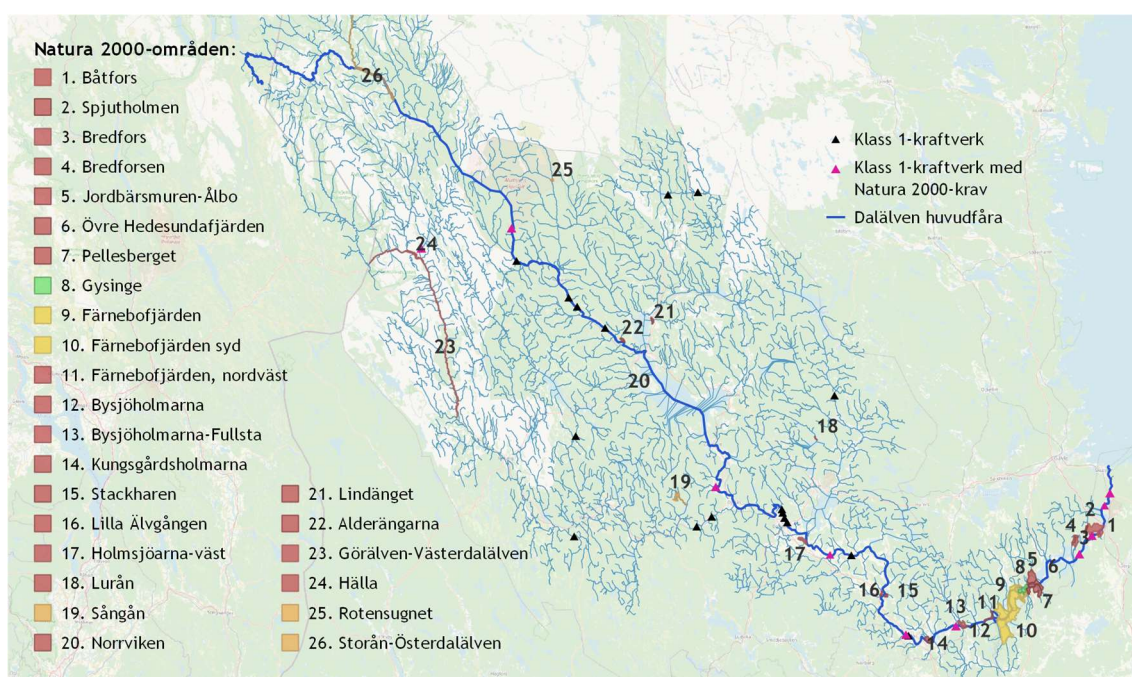 Natura 2000-områden:
1. Båtfors
2. Spjutholmen
3. Bredfors
4. Bredforsen
5. Jordbärsmuren-Ålbo
6. Övre Hedesundafjärden
7. Pellesberget
8. Gysinge
9. Färnebofjärden
10. Färnebofjärden syd
11. Färnebofjärden, nordväst
12. Bysjöholmarna
13. Bysjöholmarna-Fullsta
14. Kungsgårdsholmarna
15. Stackharen
16. Lilla Älvgången
17. Holmsjöarna-väst
18. Lurån
19. Sångån
20. Norrviken
21. Lindänget
22. Alderängarna
23. Görälven-Västerdalälven
24. Hälla
25. Rotensugnet
26. Storån-Österdalälven
Klass 1-kraftverk
Klass 1-kraftverk med
Natura 2000-krav
Dalälven huvudfåra
26
25
24
21
22
23
20
18
19
17
2
1
4
3
5
8
6
9
7
16
15
13
11
12
10
14